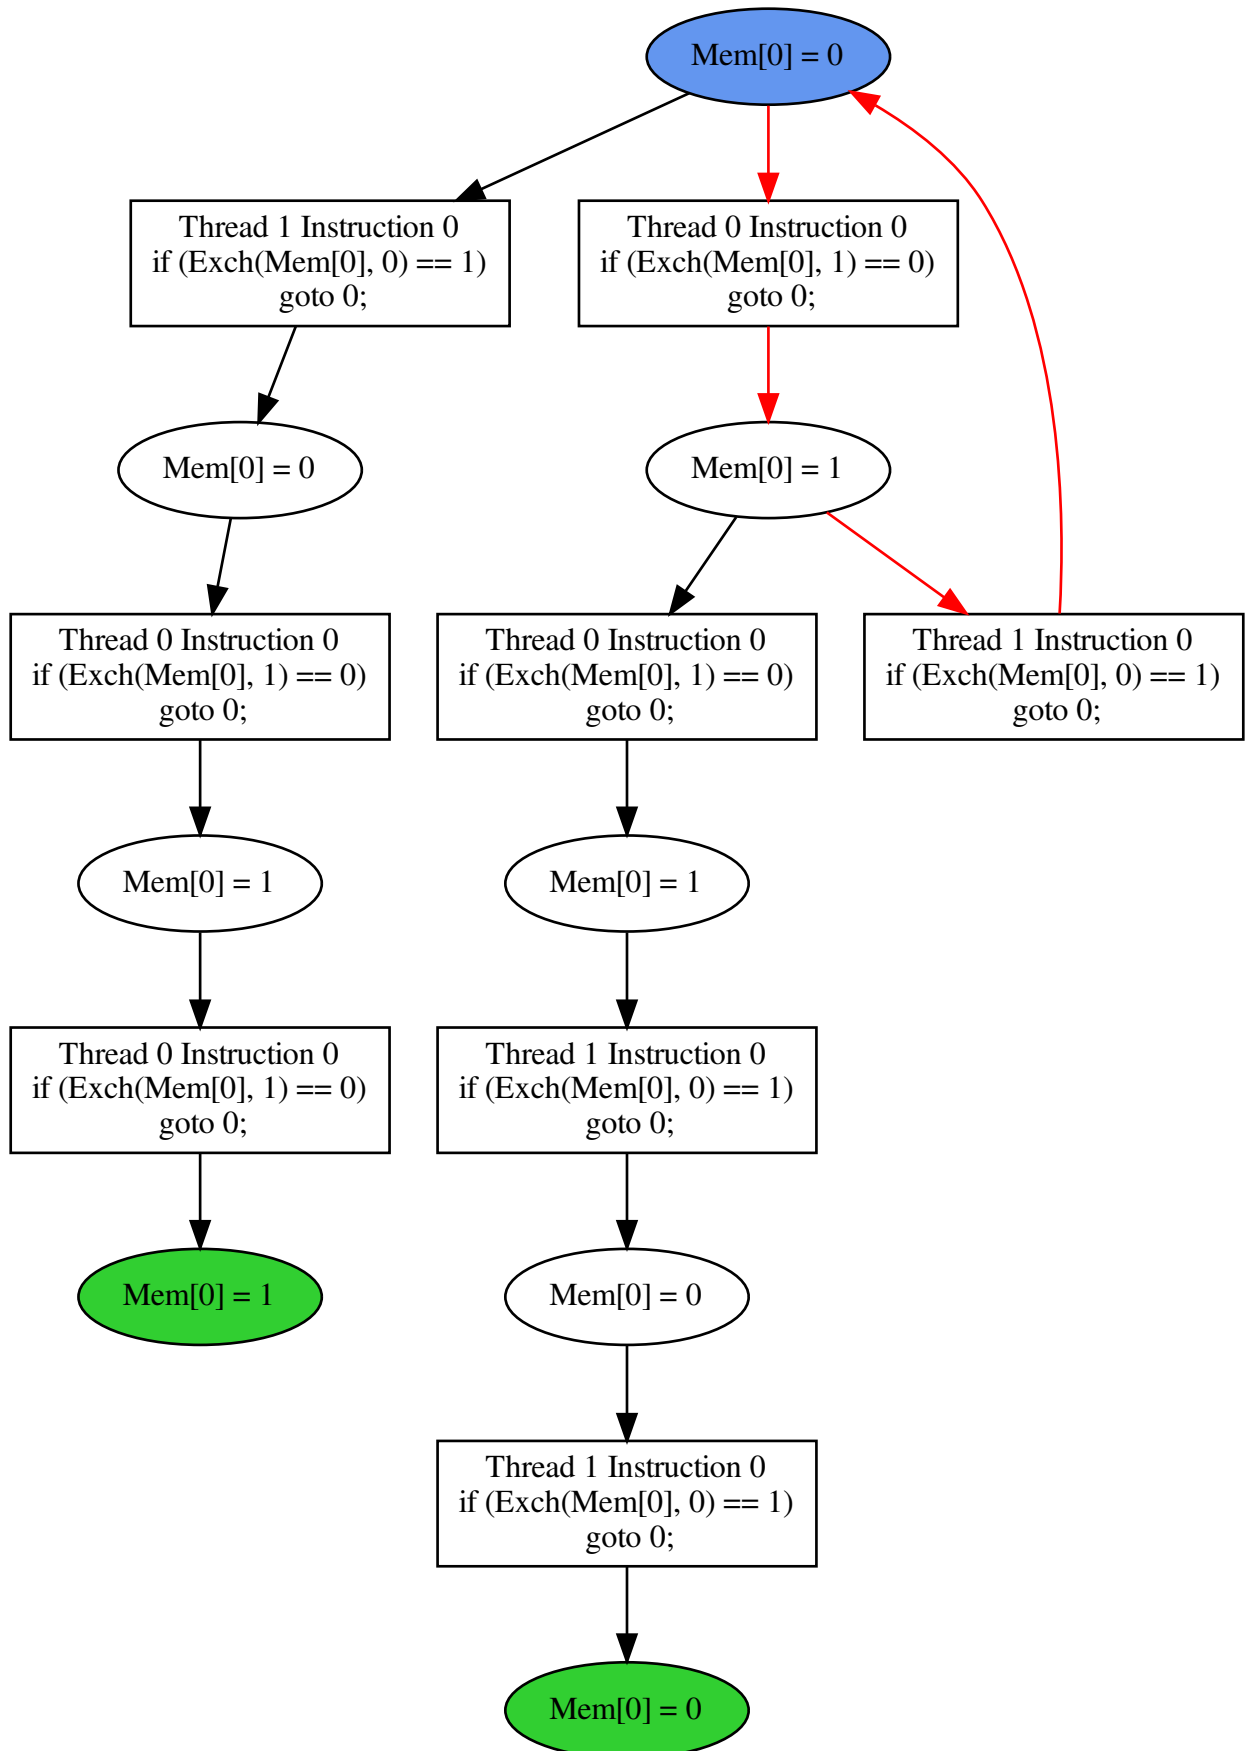 Mem[0] = 0
Thread 1 Instruction 0
if (Exch(Mem[0], 0) == 1)
goto 0;
Thread 0 Instruction 0
if (Exch(Mem[0], 1) == 0)
goto 0;
Mem[0] = 0
Mem[0] = 1
Thread 0 Instruction 0
if (Exch(Mem[0], 1) == 0)
goto 0;
Thread 0 Instruction 0
if (Exch(Mem[0], 1) == 0)
goto 0;
Thread 1 Instruction 0
if (Exch(Mem[0], 0) == 1)
goto 0;
Mem[0] = 1
Mem[0] = 1
Thread 0 Instruction 0
if (Exch(Mem[0], 1) == 0)
goto 0;
Thread 1 Instruction 0
if (Exch(Mem[0], 0) == 1)
goto 0;
Mem[0] = 1
Mem[0] = 0
Thread 1 Instruction 0
if (Exch(Mem[0], 0) == 1)
goto 0;
Mem[0] = 0